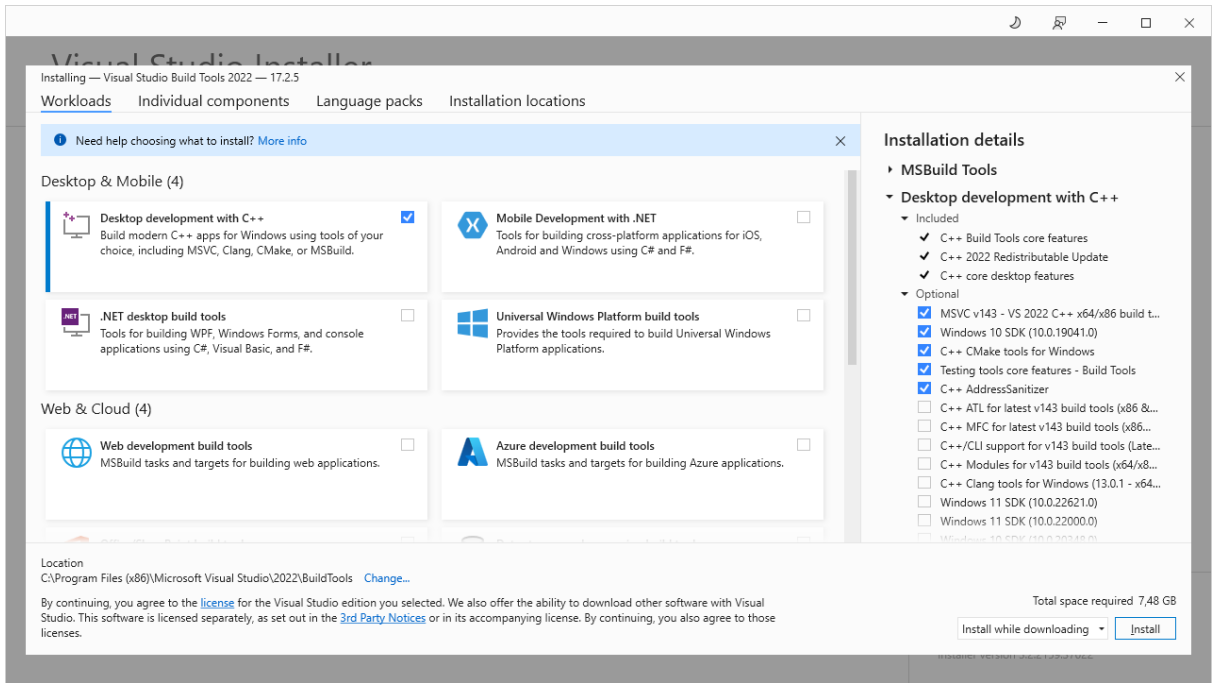 Visual Studio Installer
Installing — Visual Studio Build Tools 2022 — 17.2.5
Workloads
Individual components
Language packs
Installation locations
Need help choosing what to install? More info
Desktop & Mobile (4)
Desktop development with C++
Build modern C++ apps for Windows using tools of your
choice, including MSVC, Clang, CMake, or MSBuild.
Mobile Development with .NET
Tools for building cross-platform applications for iOS,
Android and Windows using C# and F#.
.NET
.NET desktop build tools
Tools for building WPF, Windows Forms, and console
applications using C#, Visual Basic, and F#.
Universal Windows Platform build tools
Provides the tools required to build Universal Windows
Platform applications.
Web & Cloud (4)
Web development build tools
MSBuild tasks and targets for building web applications.
Azure development build tools
MSBuild tasks and targets for building Azure applications.
Installation details
MSBuild Tools
Desktop development with C++
Included
C++ Build Tools core features
C++ 2022 Redistributable Update
C++ core desktop features
Optional
MSVC v143 - VS 2022 C++ x64/x86 build t...
Windows 10 SDK (10.0.19041.0)
C++ CMake tools for Windows
Testing tools core features - Build Tools
C++ AddressSanitizer
C++ ATL for latest v143 build tools (x86 &...
C++ MFC for latest v143 build tools (x86...
C++/CLI support for v143 build tools (Late...
C++ Modules for v143 build tools (x64/x8...
C++ Clang tools for Windows (13.0.1 - x64...
Windows 11 SDK (10.0.22621.0)
Windows 11 SDK (10.0.22000.0)
Windows 10 SDK (10.0.20348.0)
Location
C:\Program Files (x86)\Microsoft Visual Studio\2022\BuildTools Change...
By continuing, you agree to the license for the Visual Studio edition you selected. We also offer the ability to download other software with Visual
Studio. This software is licensed separately, as set out in the 3rd Party Notices or in its accompanying license. By continuing, you also agree to those
licenses.
Total space required 7,48 GB
Install while downloading
Install
Installer version